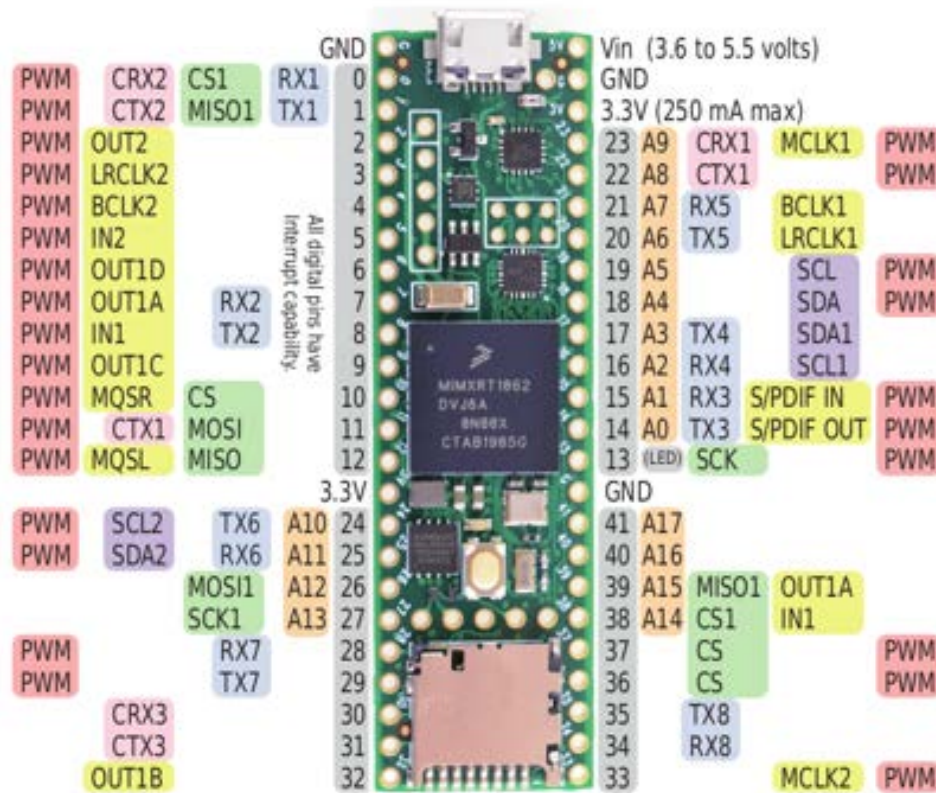 GND Vin (3.6 to 5.5 volts)
PWM CRX2 CS1 RX1 0 GND
PWM CTX2 MISO1 TX1 1 3.3V (250 mA max)
PWM OUT2 2 23 A9 CRX1 MCLK1 PWM
PWM LRCLK2 3 22 A8 CTX1 PWM
PWM BCLK2 4 21 A7 RX5 BCLK1
PWM IN2 5 20 A6 TX5 LRCLK1
PWM OUT1D 6 19 A5 SCL PWM
PWM OUT1A RX2 7 18 A4 SDA PWM
PWM IN1 TX2 8 17 A3 TX4 SDA1
PWM OUT1C 9 16 A2 RX4 SCL1
PWM MQSR CS 10 15 A1 RX3 S/PDIF IN PWM
PWM CTX1 MOSI 11 14 A0 TX3 S/PDIF OUT PWM
PWM MQSL MISO 12 13 (LED) SCK PWM
3.3V GND
PWM SCL2 TX6 A10 24 41 A17
PWM SDA2 RX6 A11 25 40 A16
MOSI1 A12 26 39 A15 MISO1 OUT1A
SCK1 A13 27 38 A14 CS1 IN1
PWM RX7 28 37 CS PWM
PWM TX7 29 36 CS PWM
CRX3 30 35 TX8
CTX3 31 34 RX8
OUT1B 32 33 MCLK2 PWM
All digital pins have
Interrupt capability.
MIMXRT1062
DVJ6A
CTAB1985G